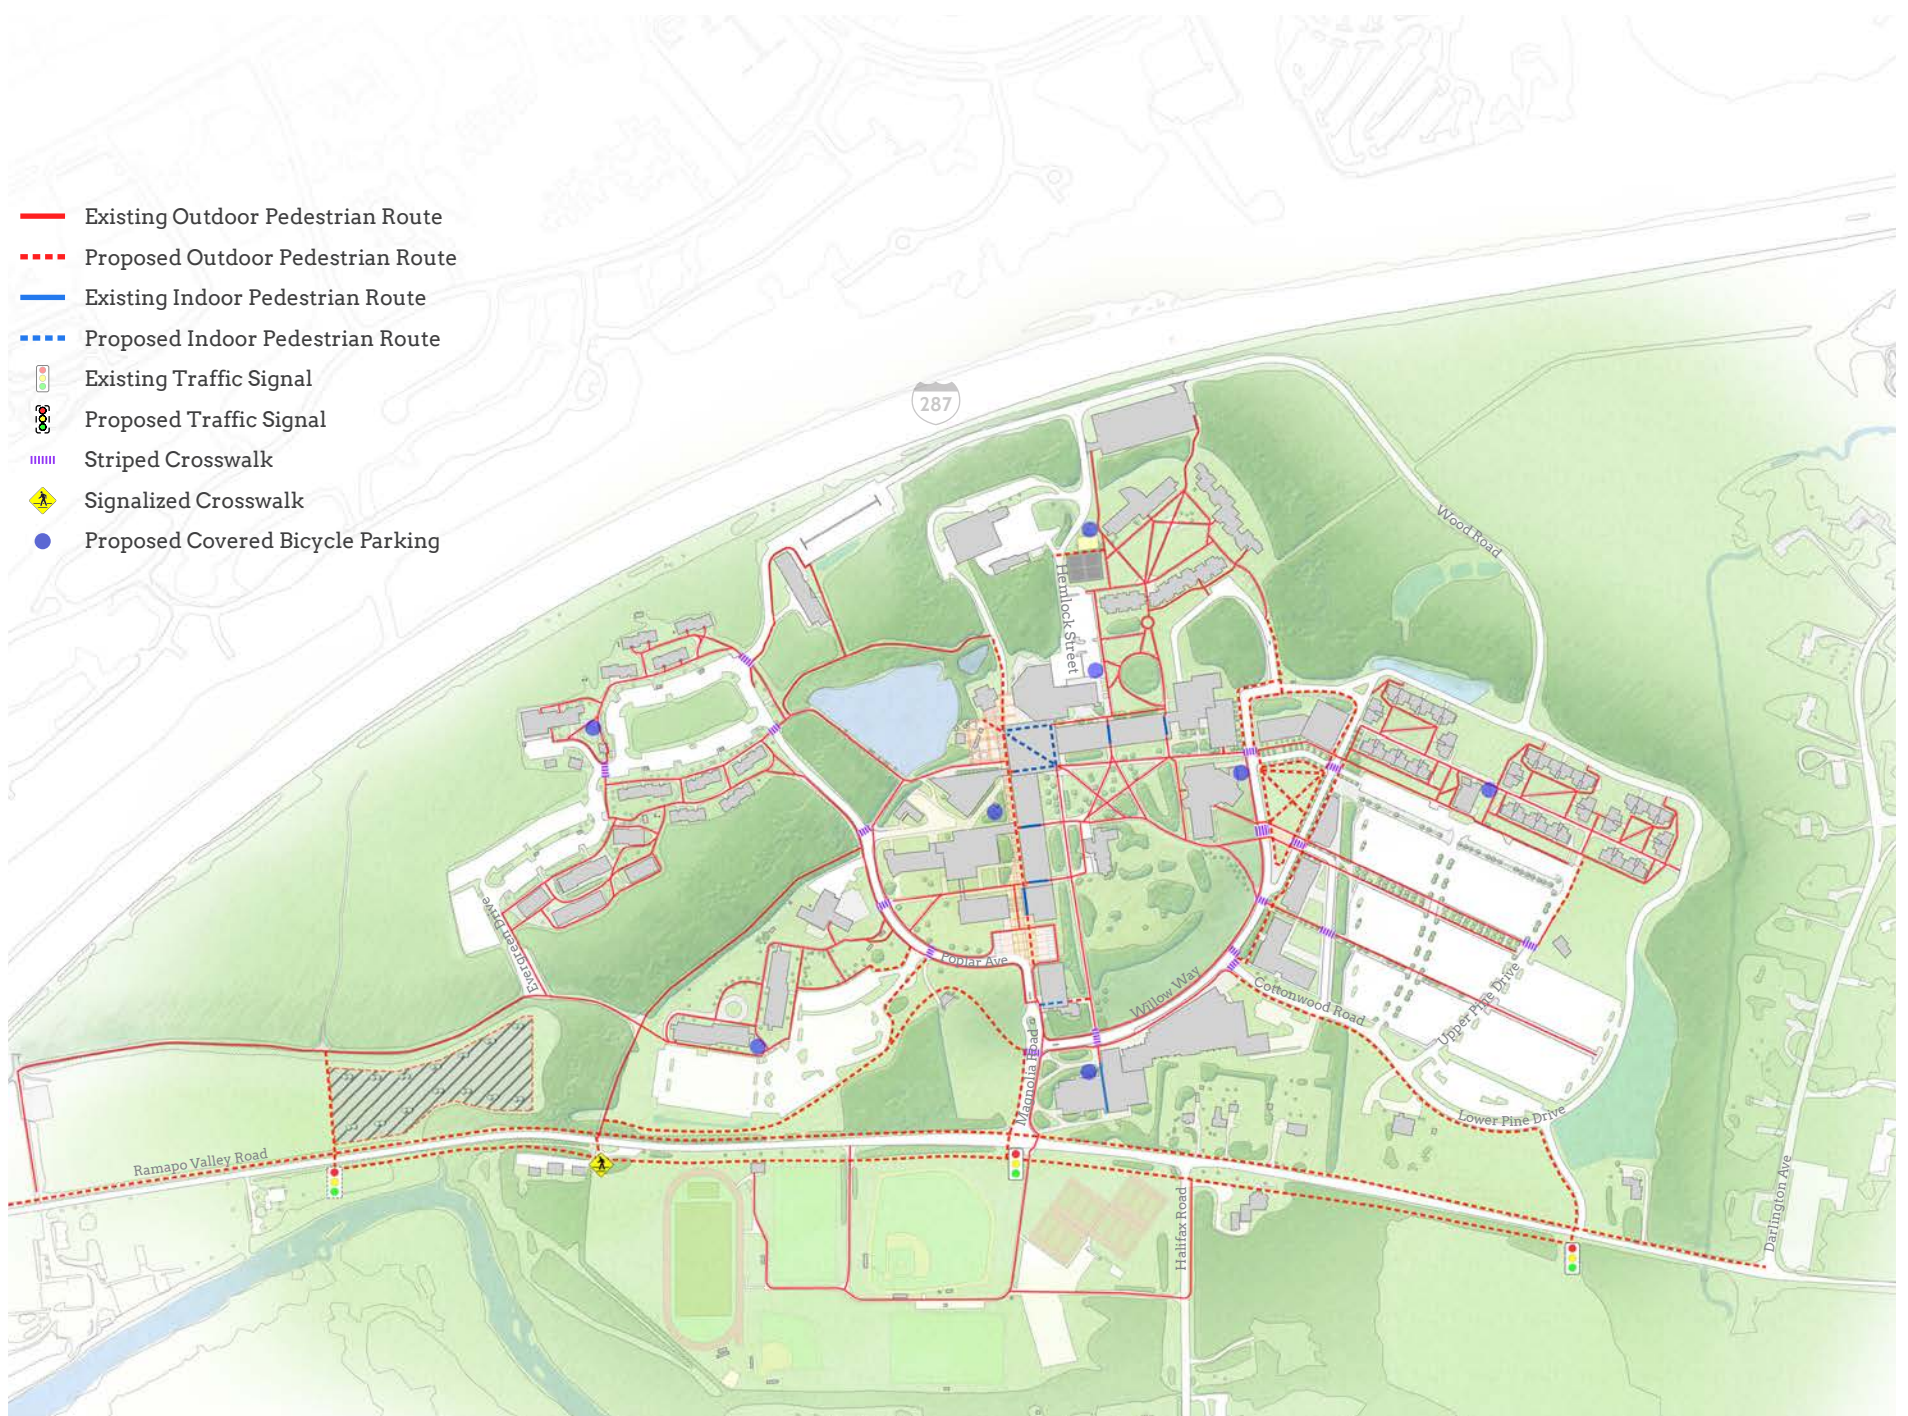 Existing Outdoor Pedestrian Route
Proposed Outdoor Pedestrian Route
Existing Indoor Pedestrian Route
Proposed Indoor Pedestrian Route
Existing Traffic Signal
Proposed Traffic Signal
Striped Crosswalk
Signalized Crosswalk
Proposed Covered Bicycle Parking
287
Wood Road
Hemlock Street
Evergreen Drive
Poplar Ave
Willow Way
Cottonwood Road
Upper Pine Drive
Magnolia Road
Lower Pine Drive
Ramapo Valley Road
Halifax Road
Darlington Ave